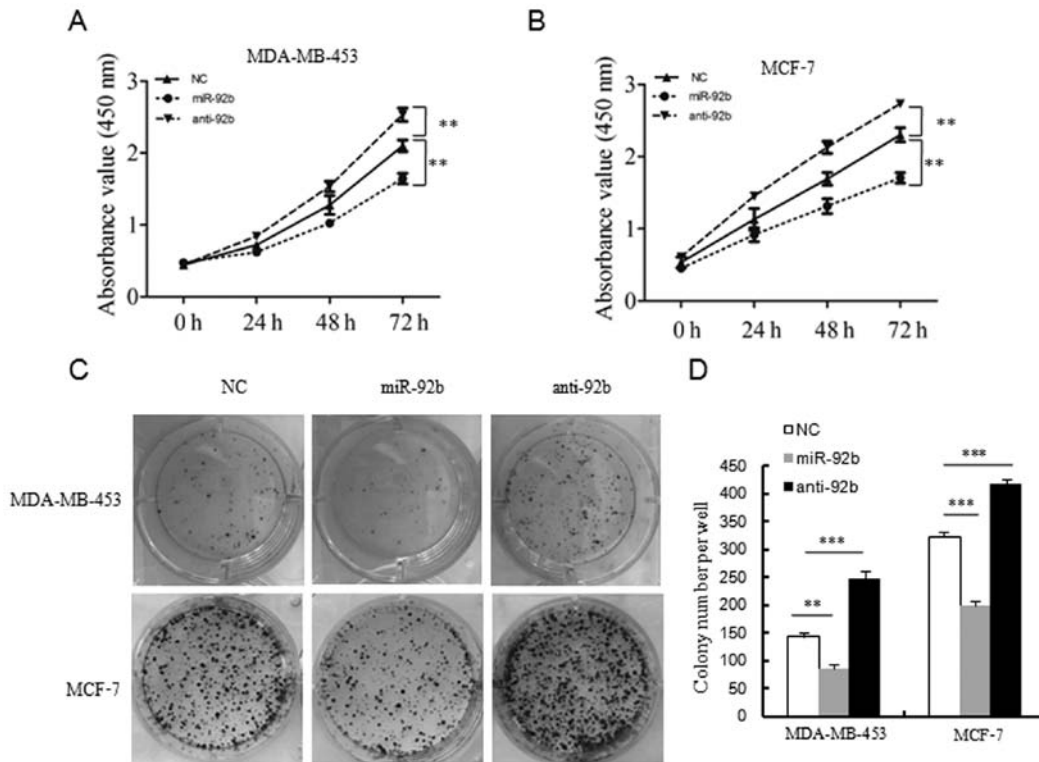 A
MDA-MB-453
NC
miR-92b
anti-92b
Absorbance value (450 nm)
3
2
1
0
0 h
24 h
48 h
72 h
**
**
B
MCF-7
NC
miR-92b
anti-92b
Absorbance value (450 nm)
3
2
1
0
0 h
24 h
48 h
72 h
**
**
C
NC
miR-92b
anti-92b
MDA-MB-453
MCF-7
D
NC
miR-92b
anti-92b
Colony number per well
450
400
350
300
250
200
150
100
50
0
**
***
***
***
MDA-MB-453
MCF-7